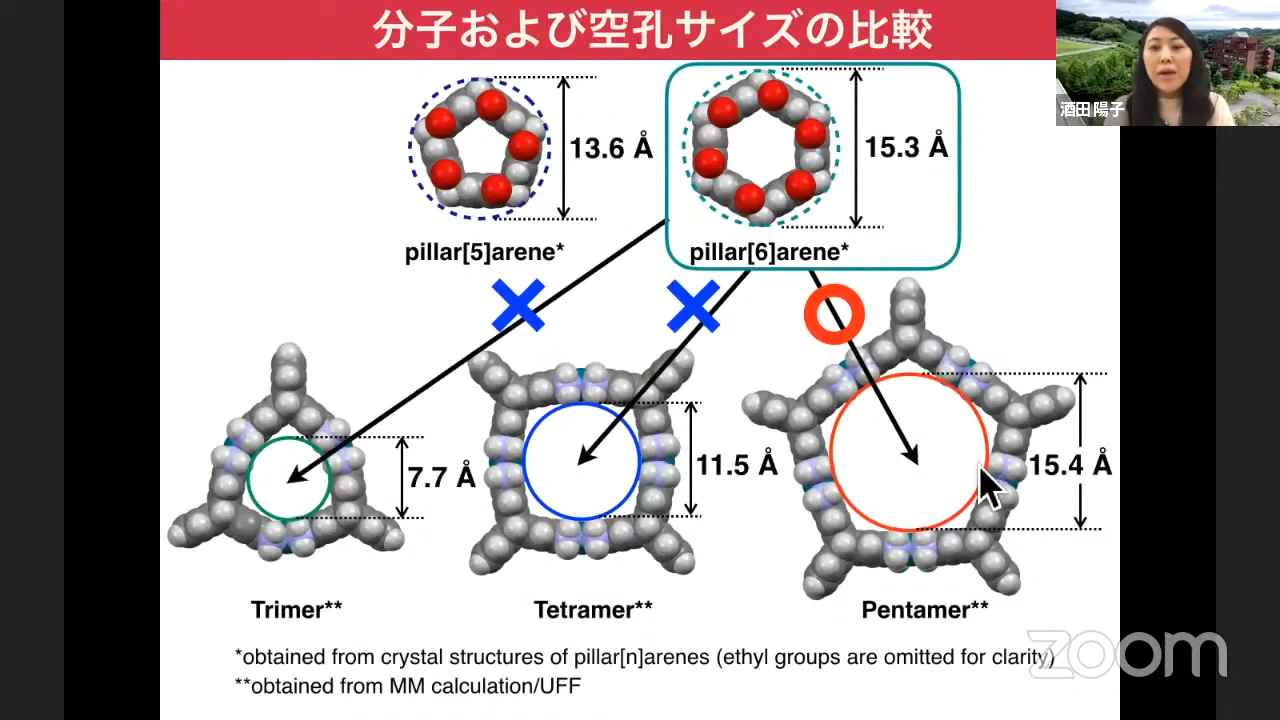 分子および空孔サイズの比較
酒田 陽子
13.6 Å
15.3 Å
pillar[5]arene*
pillar[6]arene*
7.7 Å
11.5 Å
15.4 Å
Trimer**
Tetramer**
Pentamer**
*obtained from crystal structures of pillar[n]arenes (ethyl groups are omitted for clarity)
**obtained from MM calculation/UFF
zoom